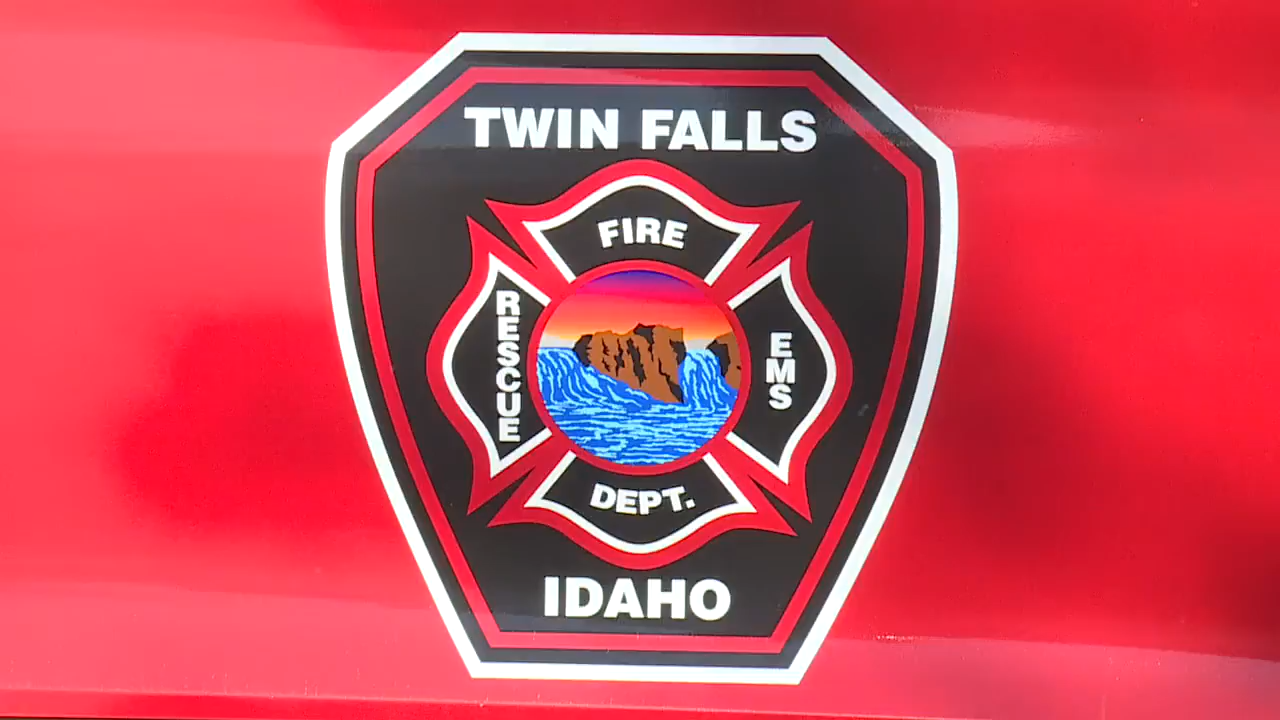 TWIN FALLS
FIRE
RESCUE
EMS
DEPT.
IDAHO